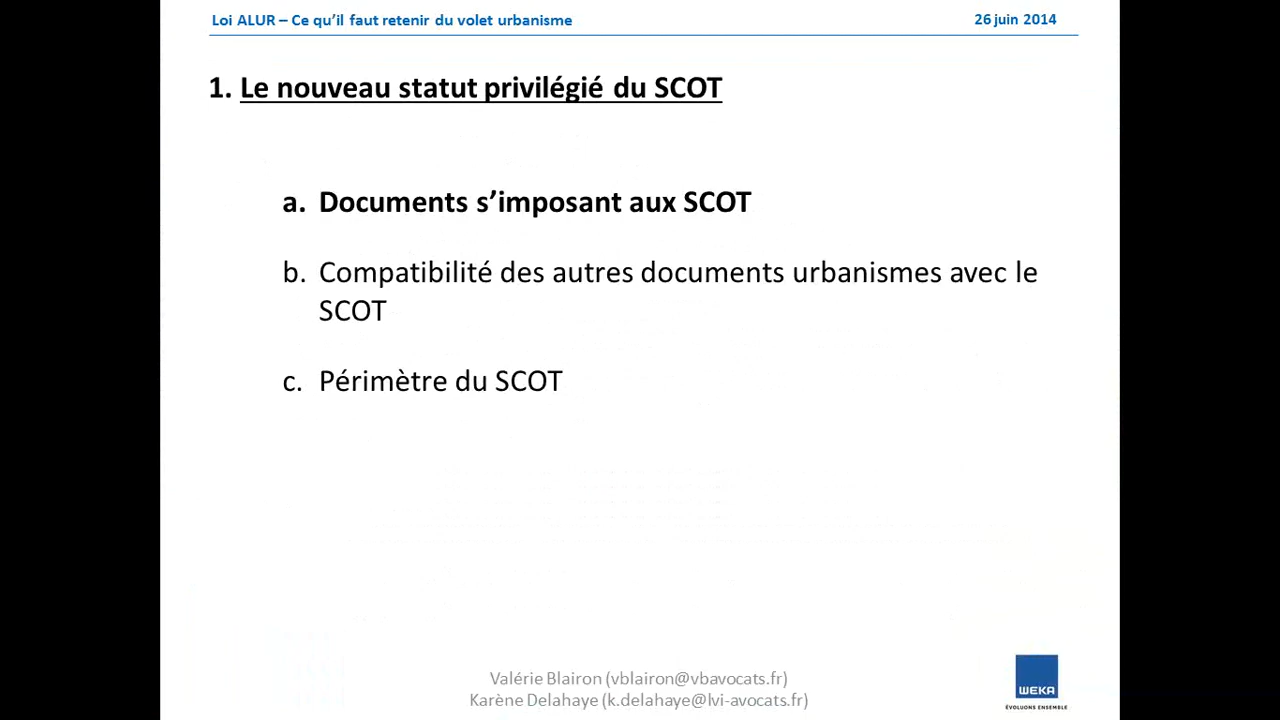 Loi ALUR – Ce qu’il faut retenir du volet urbanisme
26 juin 2014
1. Le nouveau statut privilégié du SCOT
a. Documents s’imposant aux SCOT
b. Compatibilité des autres documents urbanismes avec le
SCOT
c. Périmètre du SCOT
Valérie Blairon (vblairon@vbavocats.fr)
Karène Delahaye (k.delahaye@lvi-avocats.fr)
WEKA
ÉVOLUONS ENSEMBLE